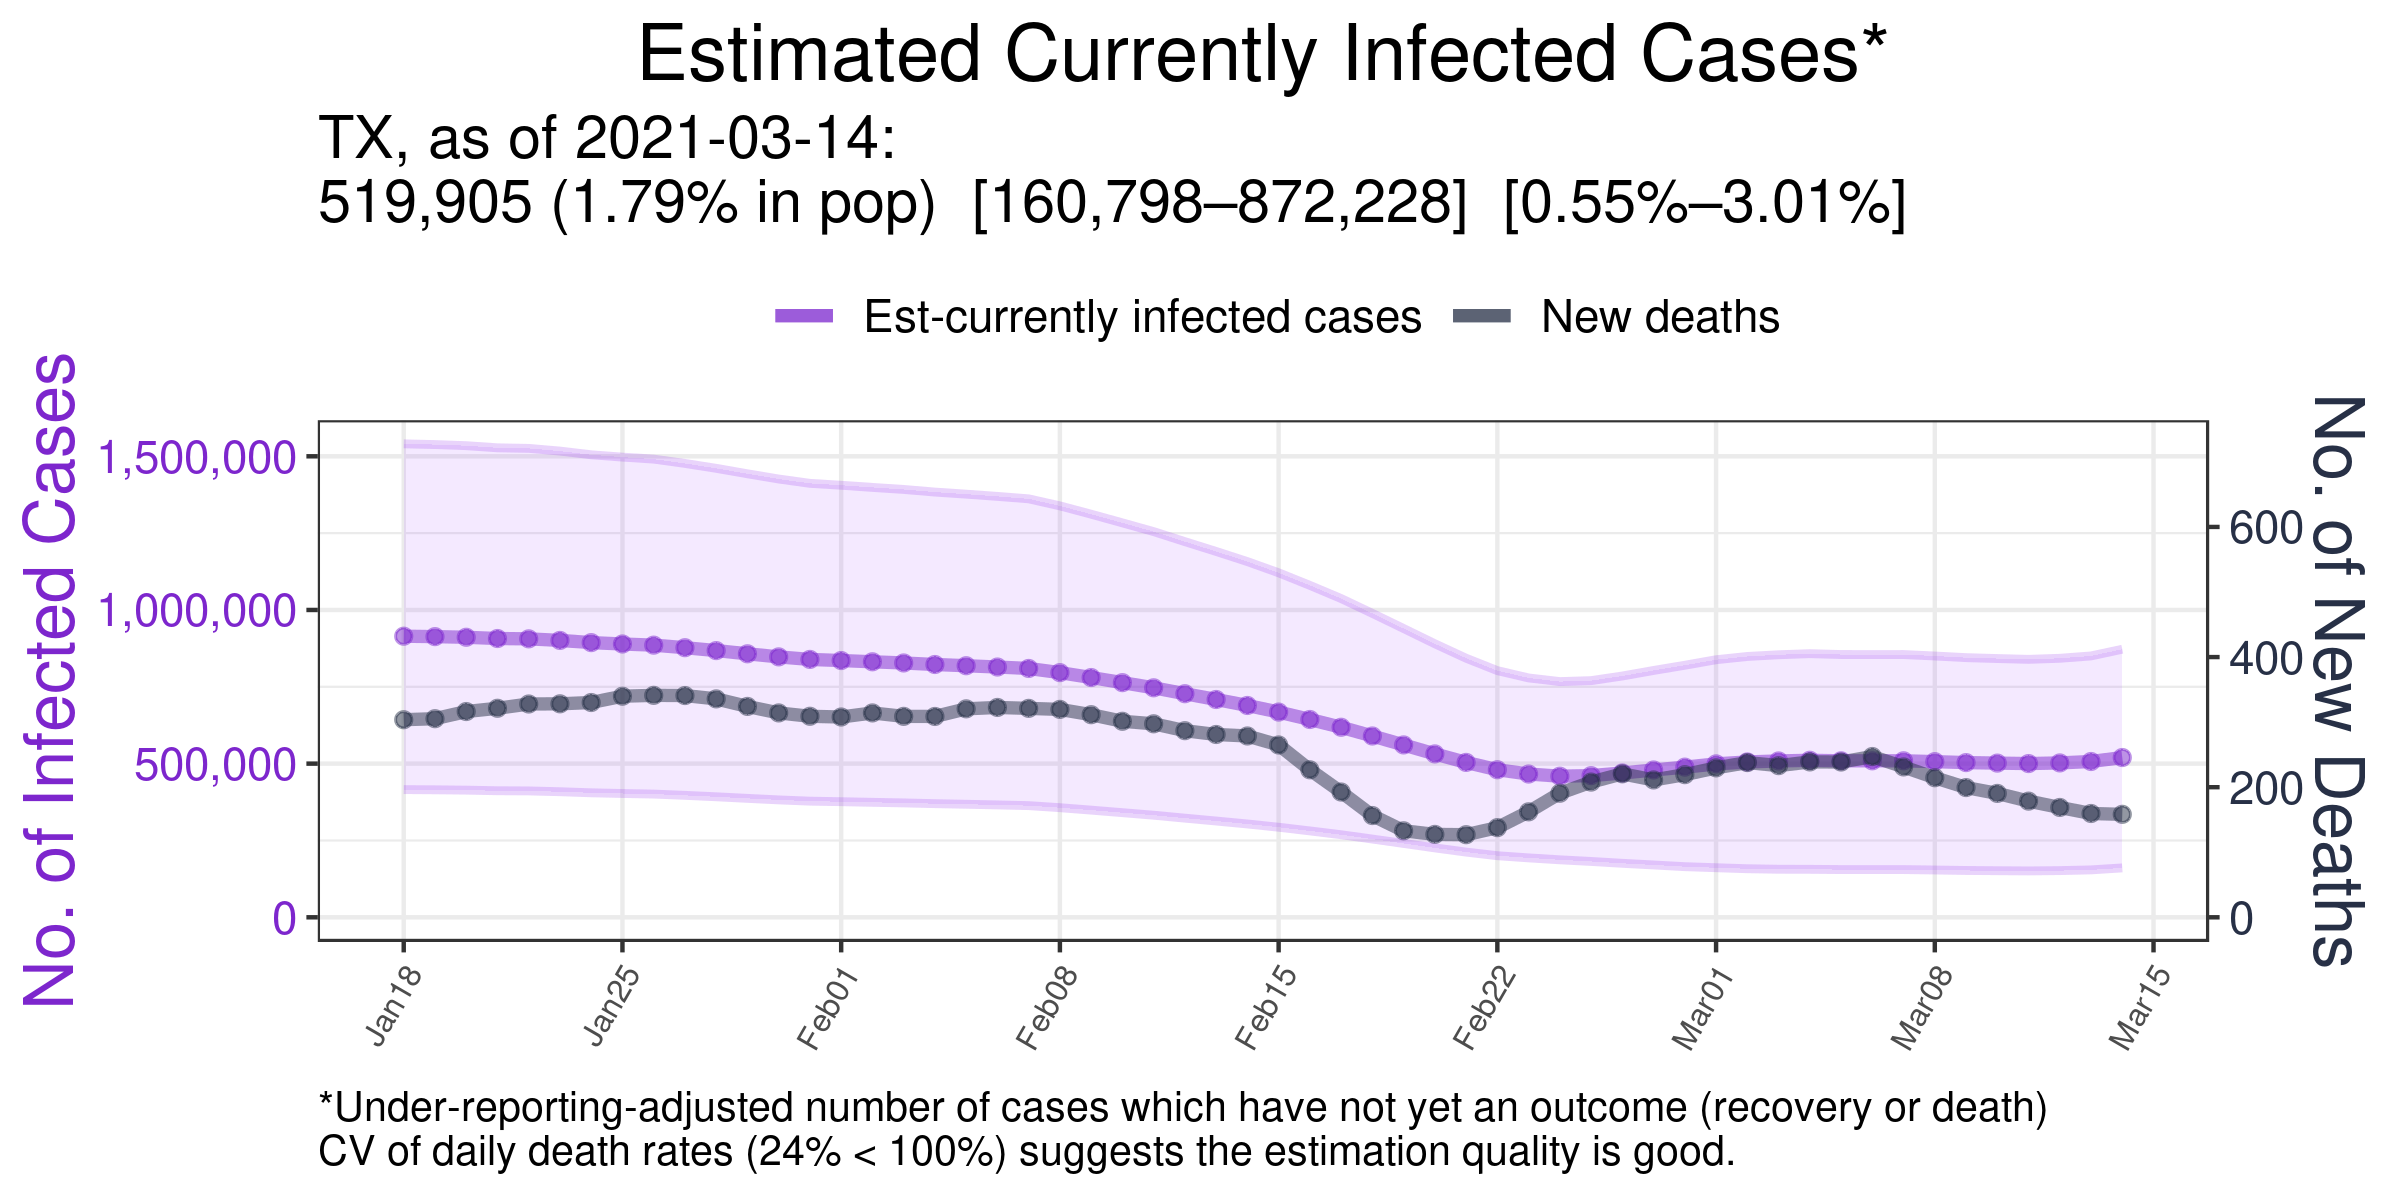 Estimated Currently Infected Cases*
TX, as of 2021-03-14:
519,905 (1.79% in pop)  [160,798–872,228]  [0.55%–3.01%]
Est-currently infected cases
New deaths
No. of Infected Cases
1,500,000
1,000,000
500,000
0
600
400
200
0
No. of New Deaths
Jan18
Jan25
Feb01
Feb08
Feb15
Feb22
Mar01
Mar08
Mar15
*Under-reporting-adjusted number of cases which have not yet an outcome (recovery or death)
CV of daily death rates (24% < 100%) suggests the estimation quality is good.